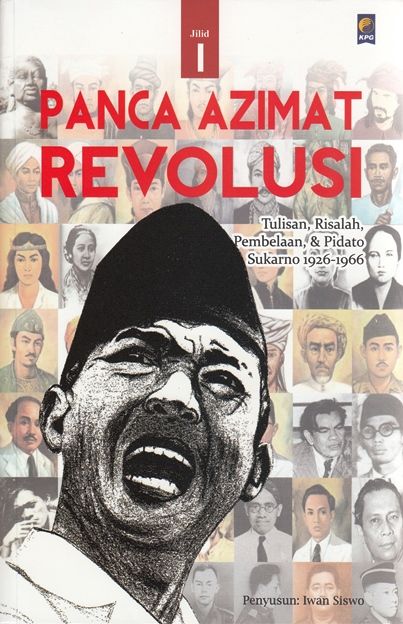 Jilid
I
KPG
PANCA AZIMAT
REVOLUSI
Tulisan, Risalah,
Pembelaan, & Pidato
Sukarno 1926-1966
Penyusun: Iwan Siswo